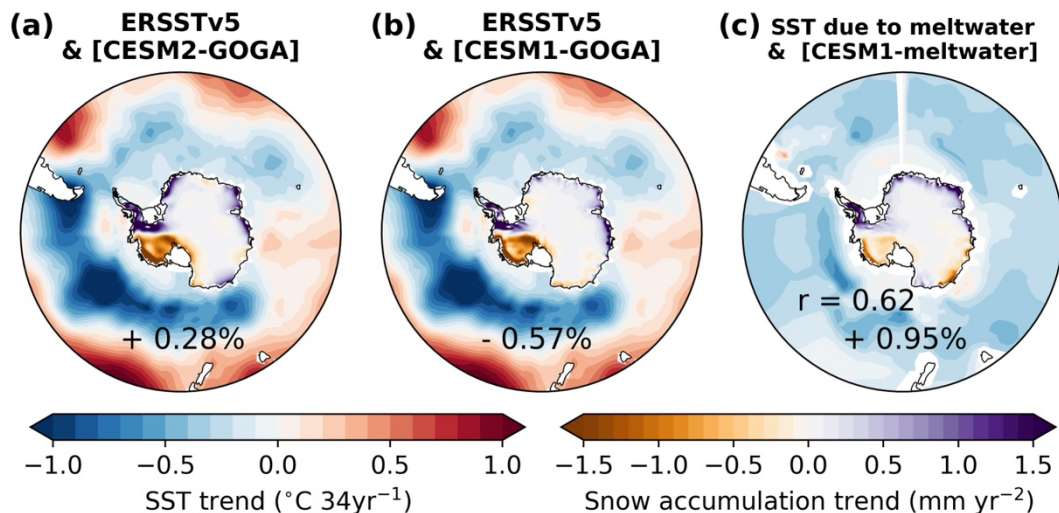 (a) ERSSTv5
& [CESM2-GOGA]
(b) ERSSTv5
& [CESM1-GOGA]
(c) SST due to meltwater
& [CESM1-meltwater]
+ 0.28%
- 0.57%
r = 0.62
+ 0.95%
−1.0 −0.5 0.0 0.5 1.0
SST trend (°C 34yr⁻¹)
−1.5 −1.0 −0.5 0.0 0.5 1.0 1.5
Snow accumulation trend (mm yr⁻²)